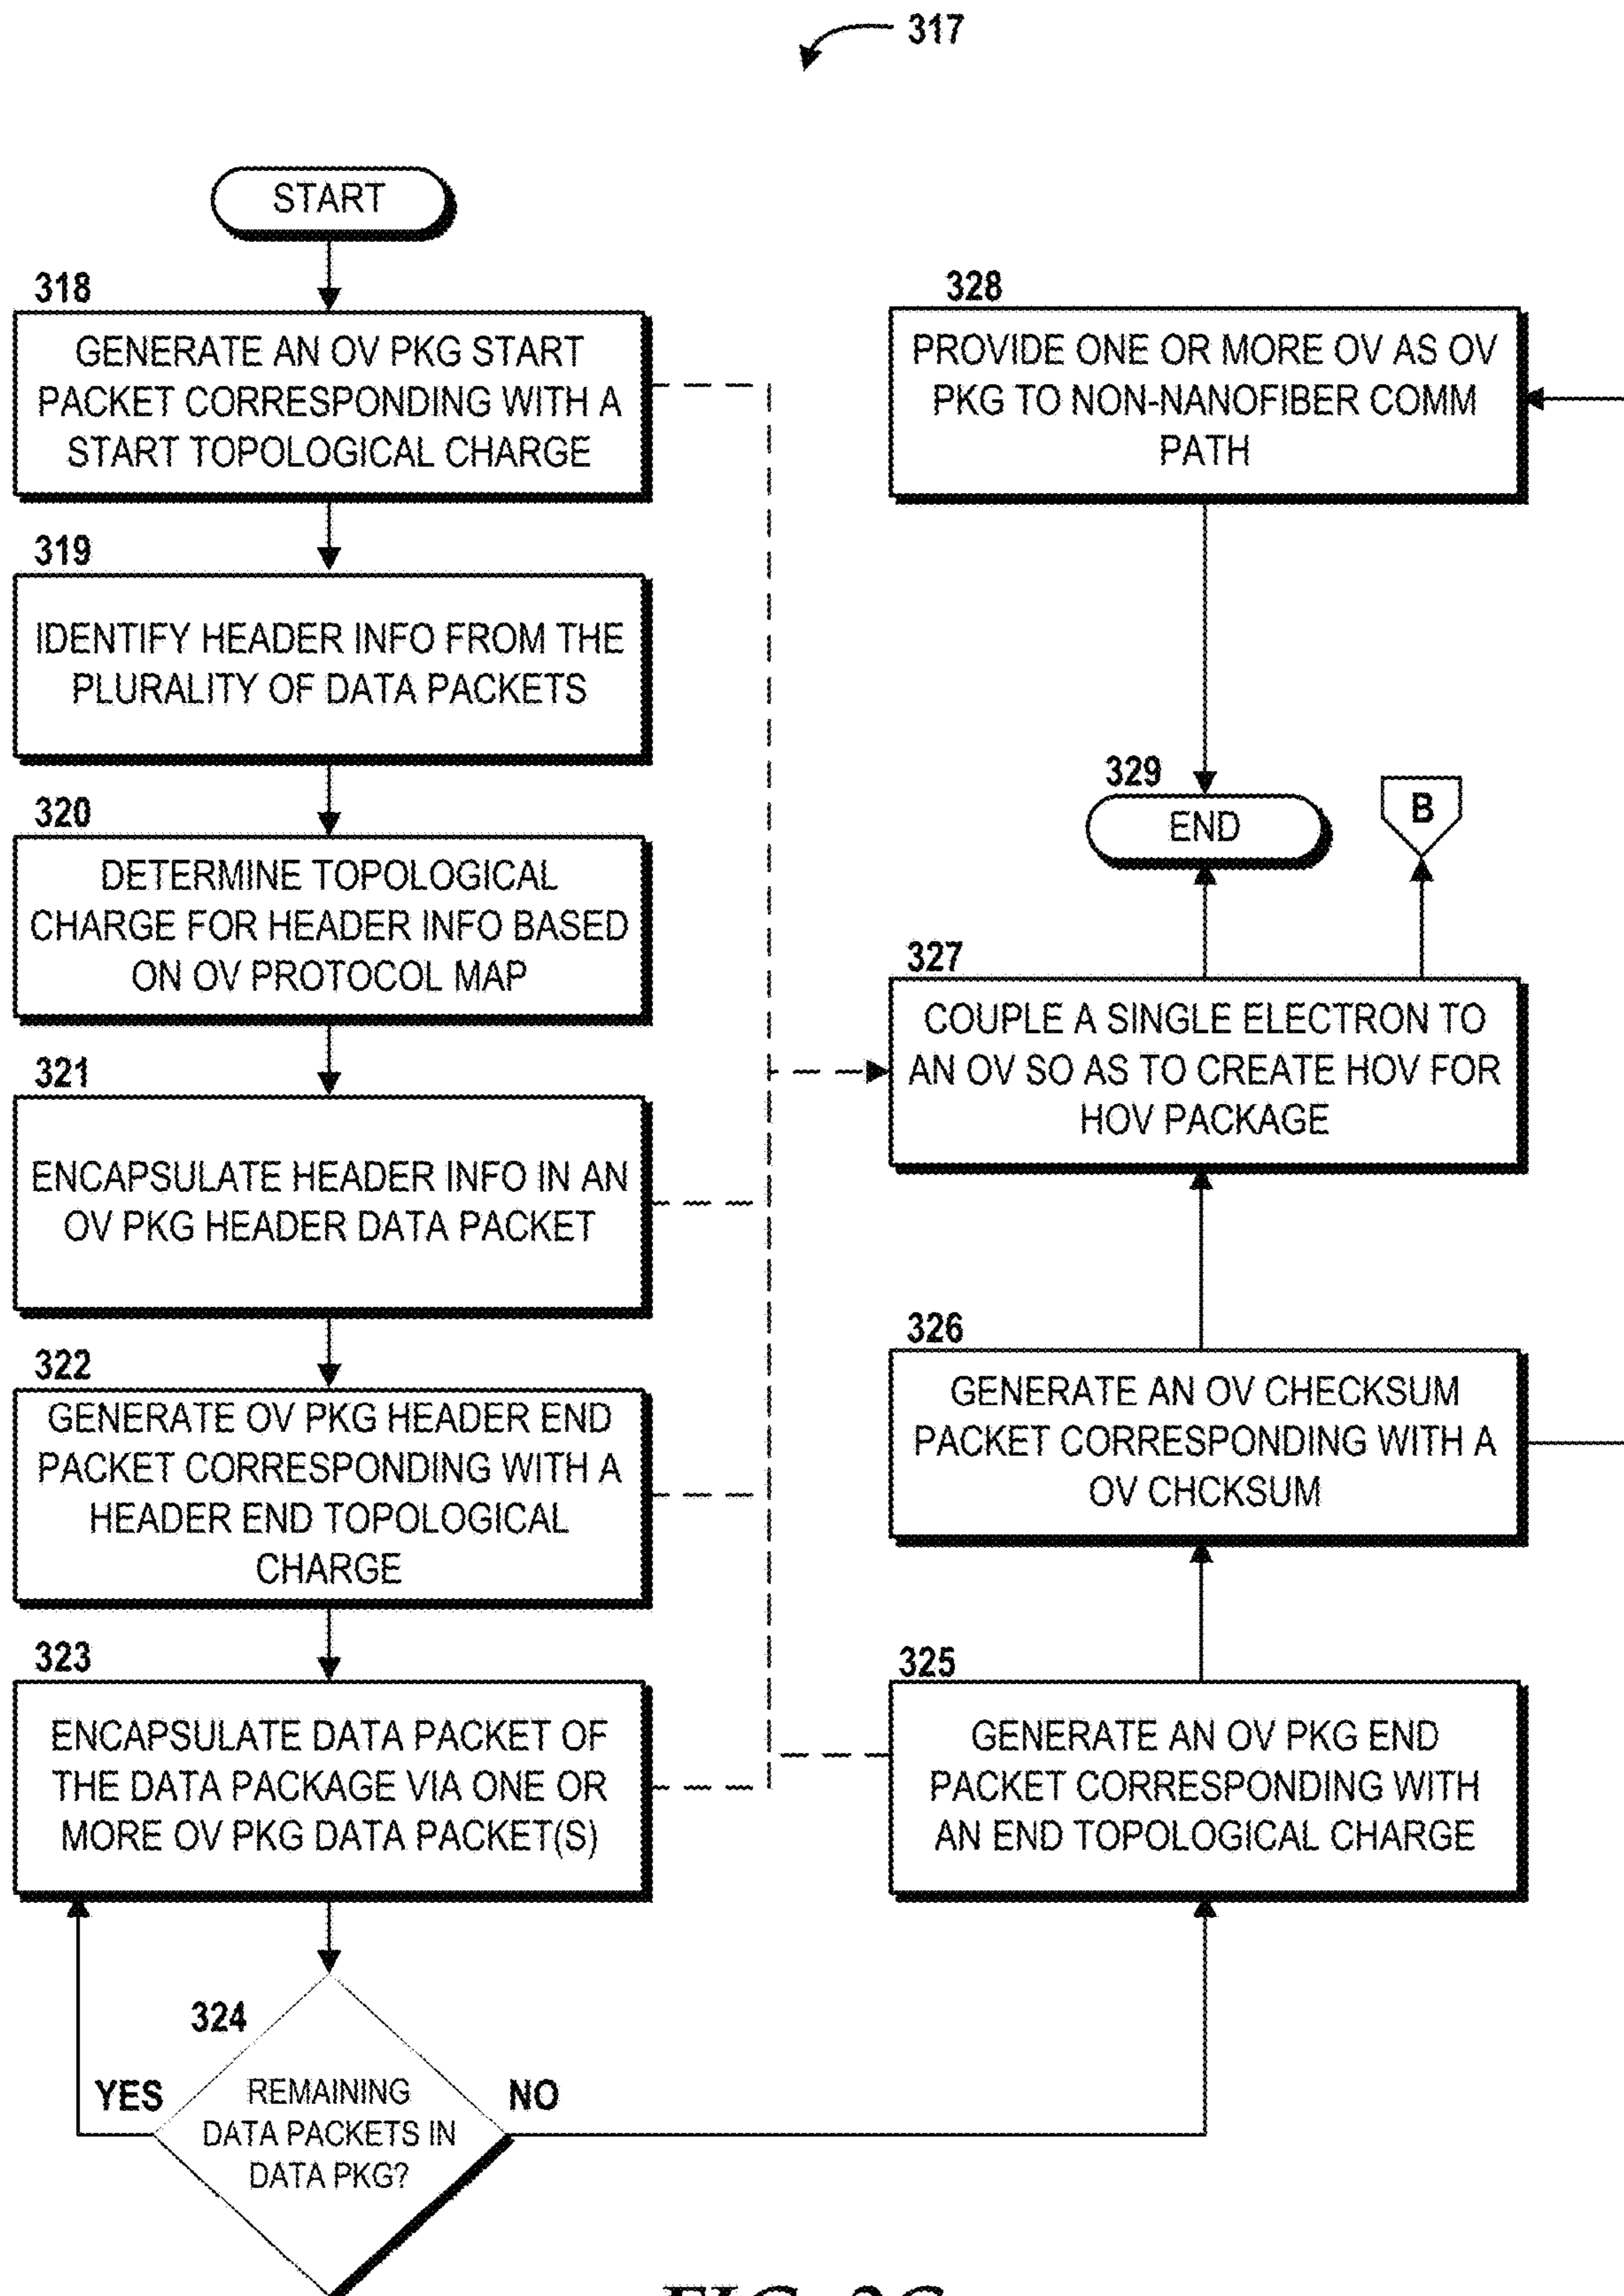 317
START
318
GENERATE AN OV PKG START
PACKET CORRESPONDING WITH A
START TOPOLOGICAL CHARGE
319
IDENTIFY HEADER INFO FROM THE
PLURALITY OF DATA PACKETS
320
DETERMINE TOPOLOGICAL
CHARGE FOR HEADER INFO BASED
ON OV PROTOCOL MAP
321
ENCAPSULATE HEADER INFO IN AN
OV PKG HEADER DATA PACKET
322
GENERATE OV PKG HEADER END
PACKET CORRESPONDING WITH A
HEADER END TOPOLOGICAL
CHARGE
323
ENCAPSULATE DATA PACKET OF
THE DATA PACKAGE VIA ONE OR
MORE OV PKG DATA PACKET(S)
324
YES
REMAINING
DATA PACKETS IN
DATA PKG?
NO
328
PROVIDE ONE OR MORE OV AS OV
PKG TO NON-NANOFIBER COMM
PATH
329
END
B
327
COUPLE A SINGLE ELECTRON TO
AN OV SO AS TO CREATE HOV FOR
HOV PACKAGE
326
GENERATE AN OV CHECKSUM
PACKET CORRESPONDING WITH A
OV CHCKSUM
325
GENERATE AN OV PKG END
PACKET CORRESPONDING WITH
AN END TOPOLOGICAL CHARGE